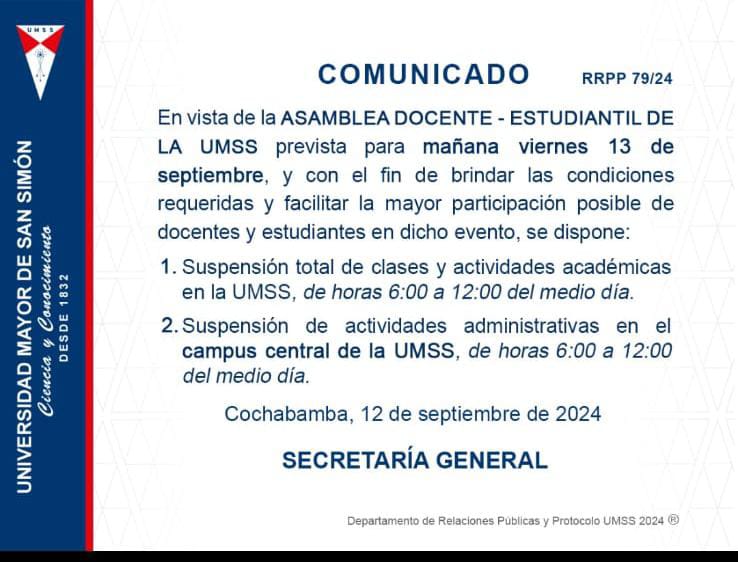 UMSS
UNIVERSIDAD MAYOR DE SAN SIMÓN
Ciencia y Conocimiento
DESDE 1832
COMUNICADO
RRPP 79/24
En vista de la ASAMBLEA DOCENTE - ESTUDIANTIL DE
LA UMSS prevista para mañana viernes 13 de
septiembre, y con el fin de brindar las condiciones
requeridas y facilitar la mayor participación posible de
docentes y estudiantes en dicho evento, se dispone:
1. Suspensión total de clases y actividades académicas
en la UMSS, de horas 6:00 a 12:00 del medio día.
2. Suspensión de actividades administrativas en el
campus central de la UMSS, de horas 6:00 a 12:00
del medio día.
Cochabamba, 12 de septiembre de 2024
SECRETARÍA GENERAL
Departamento de Relaciones Públicas y Protocolo UMSS 2024 ®